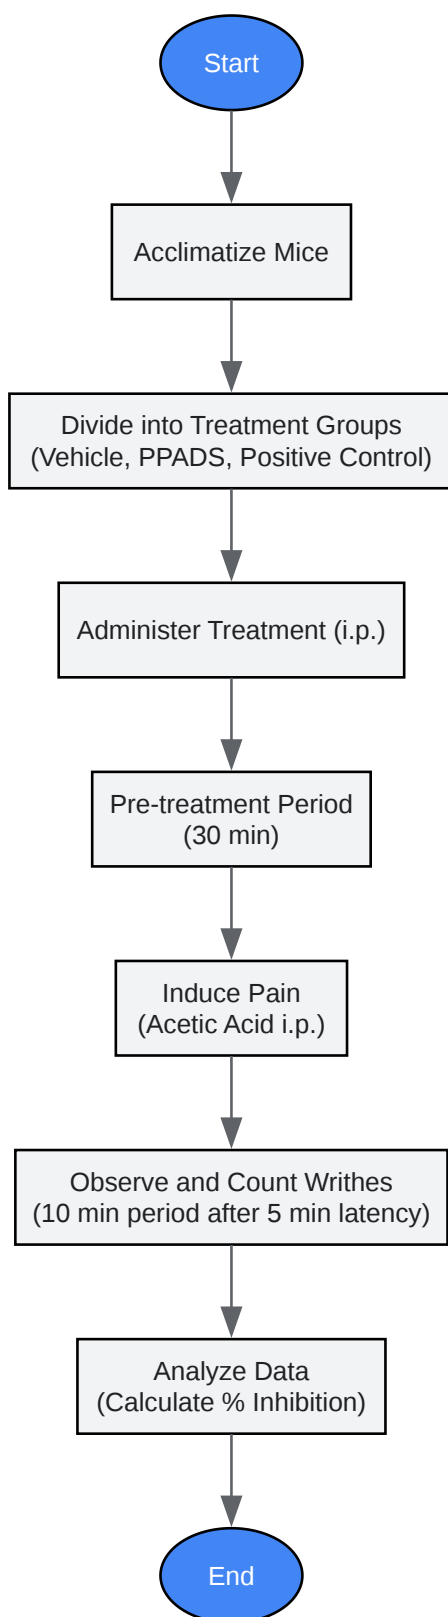 Start
Acclimatize Mice
Divide into Treatment Groups
(Vehicle, PPADS, Positive Control)
Administer Treatment (i.p.)
Pre-treatment Period
(30 min)
Induce Pain
(Acetic Acid i.p.)
Observe and Count Writhes
(10 min period after 5 min latency)
Analyze Data
(Calculate % Inhibition)
End